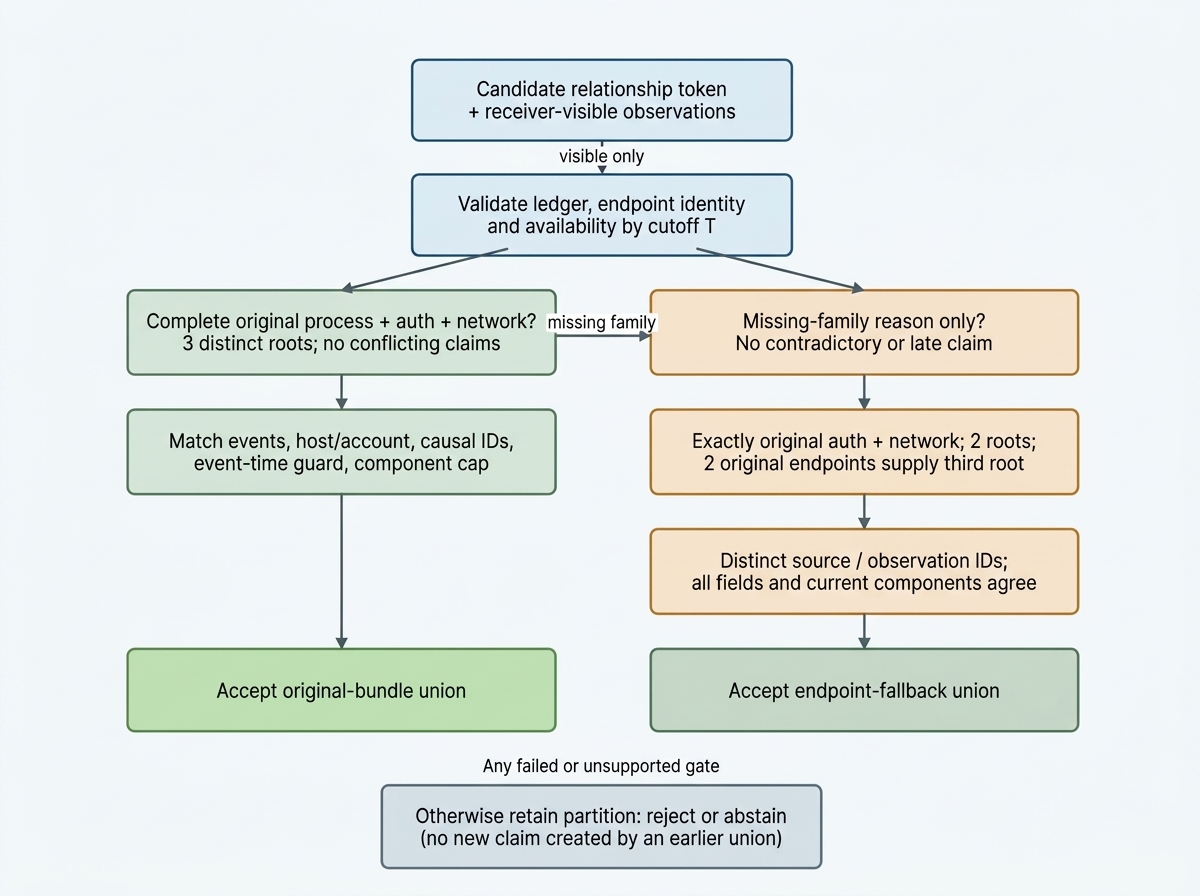 Candidate relationship token
+ receiver-visible observations
visible only
Validate ledger, endpoint identity
and availability by cutoff T
Complete original process + auth + network?
3 distinct roots; no conflicting claims
missing family
Missing-family reason only?
No contradictory or late claim
Match events, host/account, causal IDs,
event-time guard, component cap
Exactly original auth + network; 2 roots;
2 original endpoints supply third root
Distinct source / observation IDs;
all fields and current components agree
Accept original-bundle union
Accept endpoint-fallback union
Any failed or unsupported gate
Otherwise retain partition: reject or abstain
(no new claim created by an earlier union)